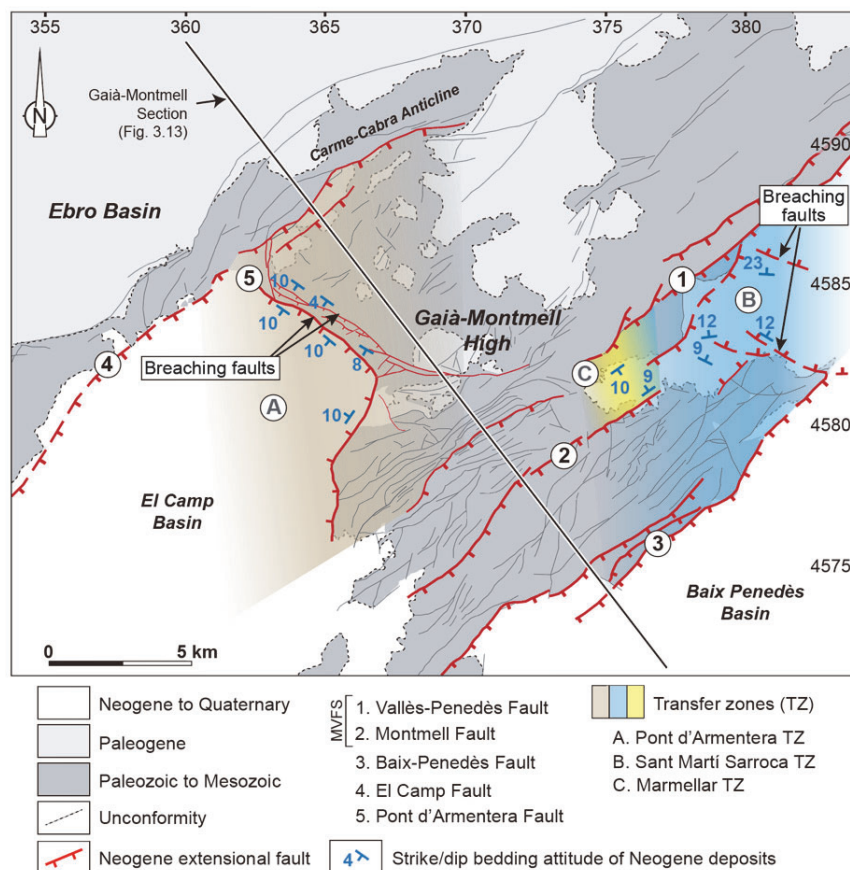 355 360 365 370 375 380
Gaià-Montmell
Section
(Fig. 3.13)
N
Carme-Cabra Anticline
4590
Breaching
faults
Ebro Basin
5
10
4
10
10
8
1
23
B
4585
12
12
9
Gaià-Montmell
High
4
Breaching faults
A
C
10
9
10
4580
2
El Camp
Basin
3
4575
Baix Penedès
Basin
0 5 km
Neogene to Quaternary
Paleogene
Paleozoic to Mesozoic
Unconformity
Neogene extensional fault
MVFS
1. Vallès-Penedès Fault
2. Montmell Fault
3. Baix-Penedès Fault
4. El Camp Fault
5. Pont d'Armentera Fault
4 Strike/dip bedding attitude of Neogene deposits
Transfer zones (TZ)
A. Pont d'Armentera TZ
B. Sant Martí Sarroca TZ
C. Marmellar TZ